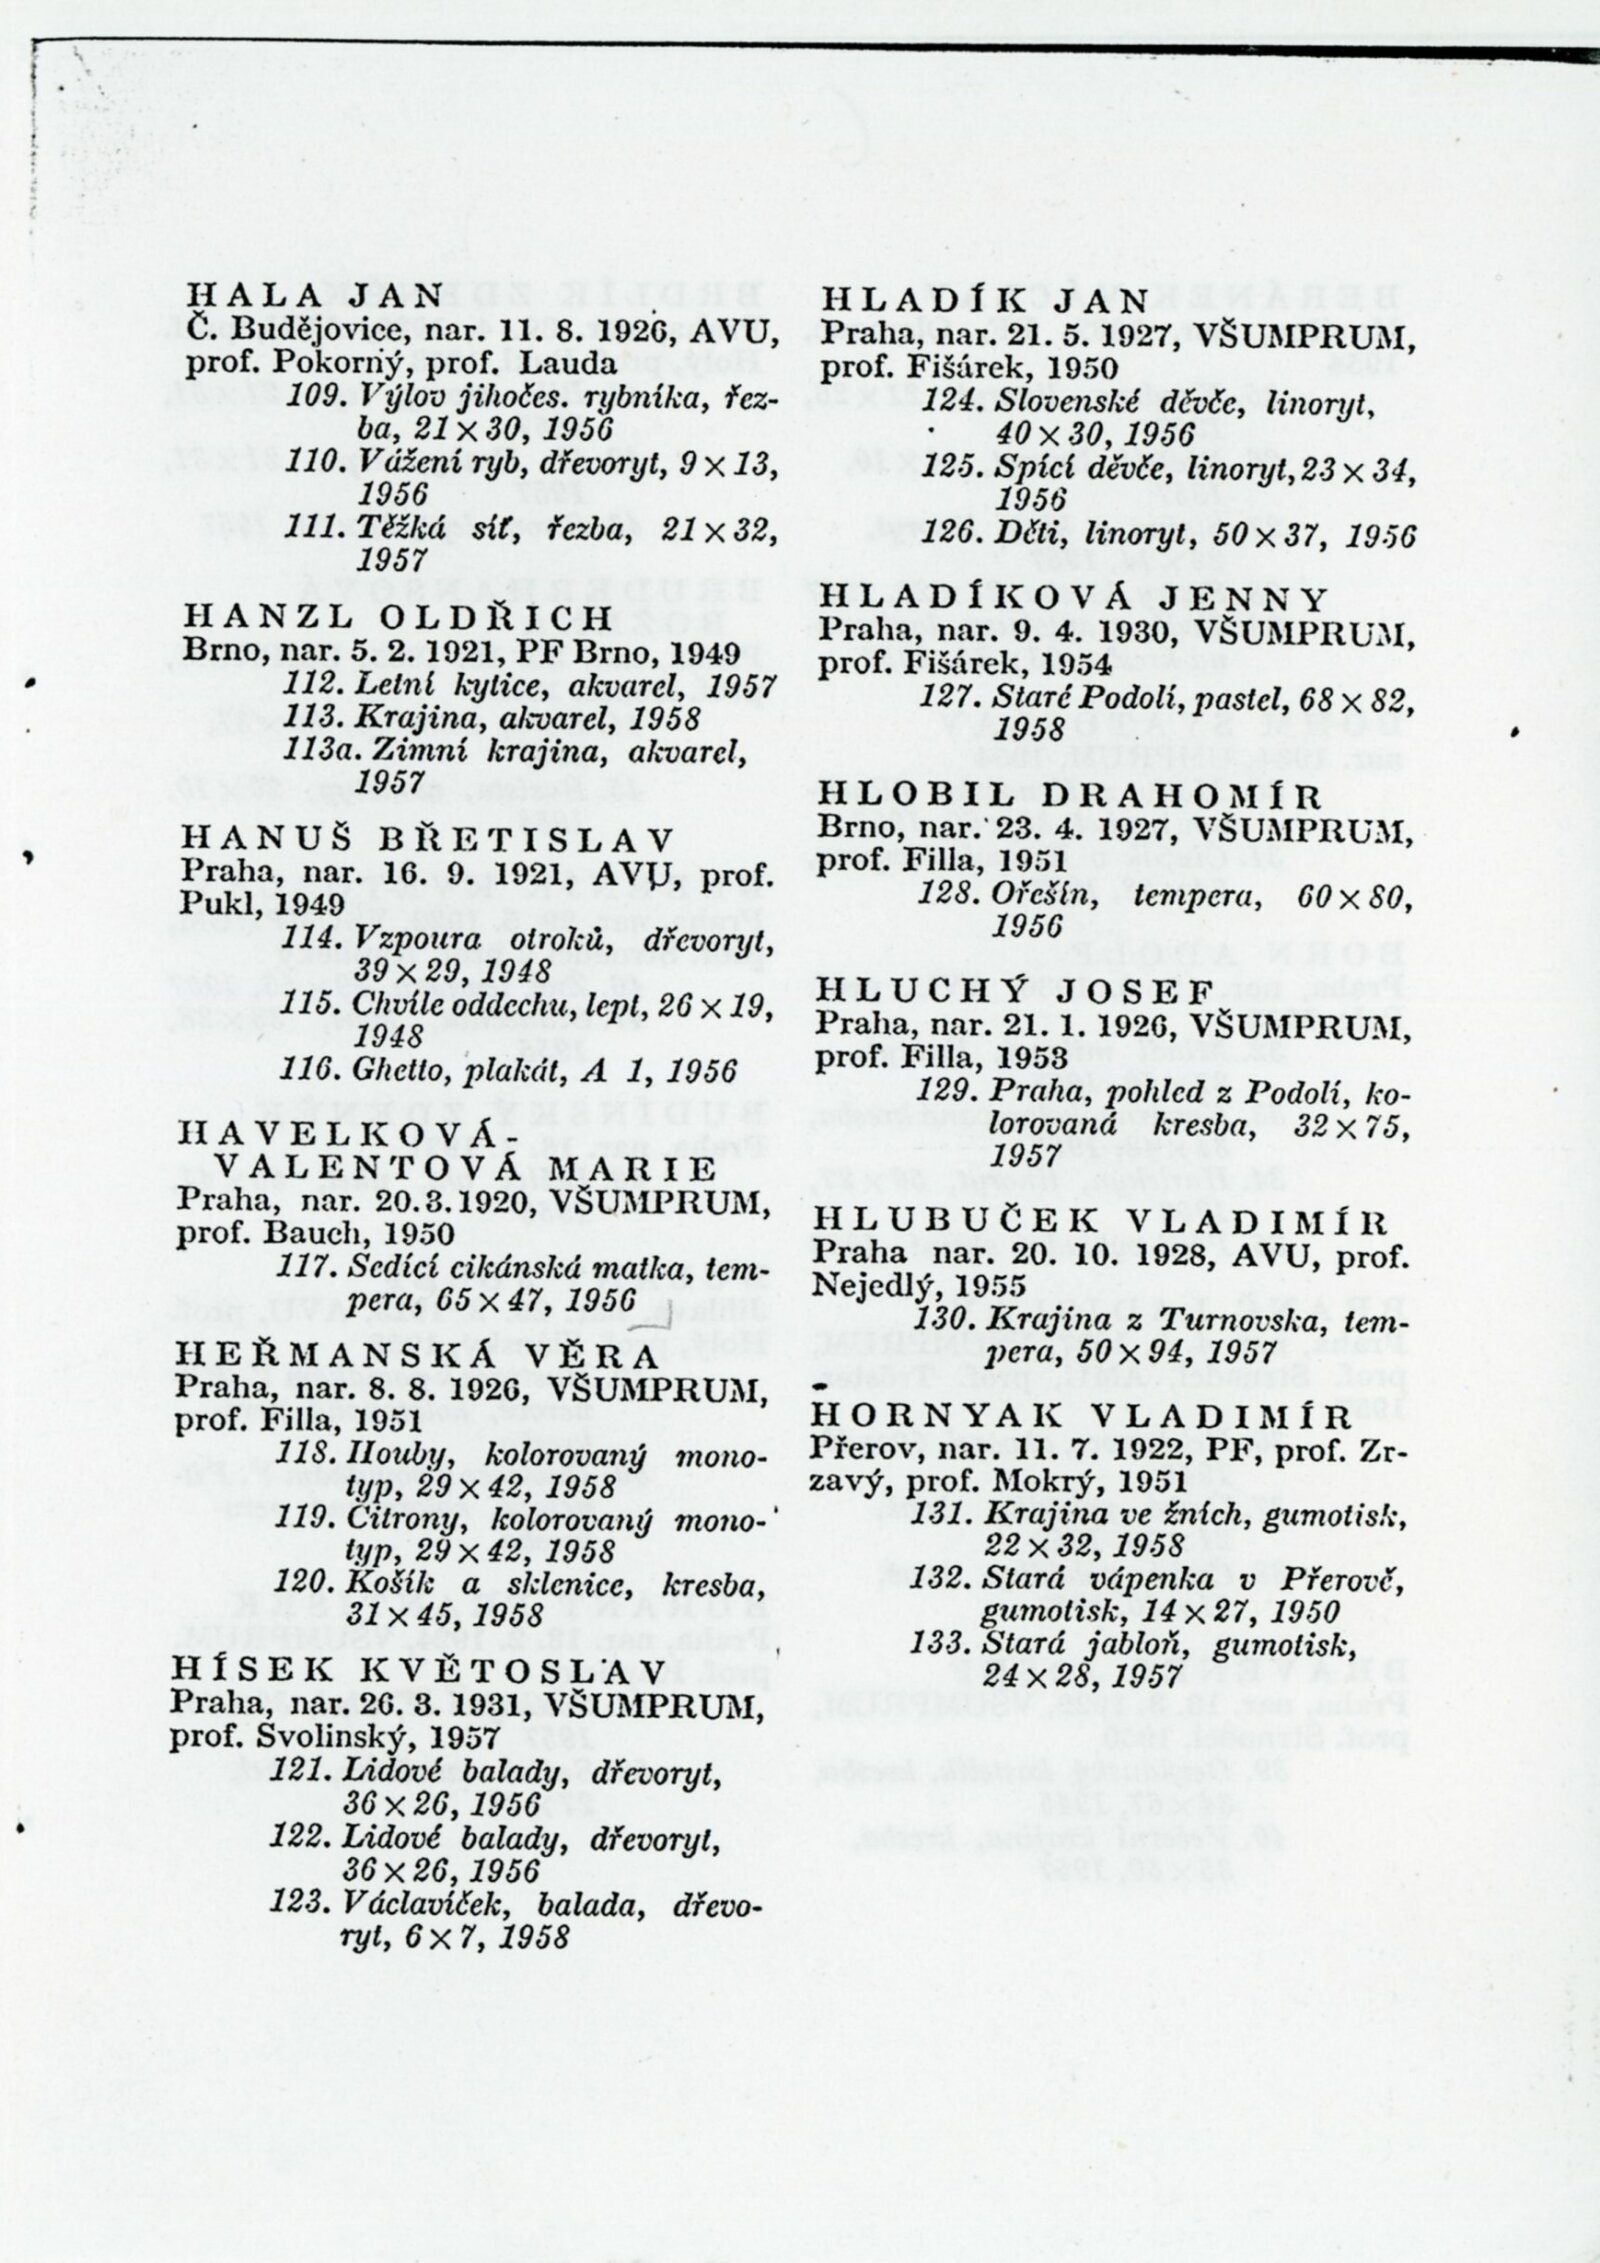 HALA JAN
Č. Budějovice, nar. 11. 8. 1926, AVU,
prof. Pokorný, prof. Lauda
109. Výlov jihočes. rybníka, řez-
ba, 21 × 30, 1956
110. Vážení ryb, dřevoryt, 9 × 13,
1956
111. Těžká síť, řezba, 21 × 32,
1957
HANZL OLDŘICH
Brno, nar. 5. 2. 1921, PF Brno, 1949
112. Letní kytice, akvarel, 1957
113. Krajina, akvarel, 1958
113a. Zimní krajina, akvarel,
1957
HANUŠ BŘETISLAV
Praha, nar. 16. 9. 1921, AVU, prof.
Pukl, 1949
114. Vzpoura otroků, dřevoryt,
39 × 29, 1948
115. Chvíle oddechu, lept, 26 × 19,
1948
116. Ghetto, plakát, A 1, 1956
HAVELKOVÁ-
VALENTOVÁ MARIE
Praha, nar. 20. 3. 1920, VŠUMPRUM,
prof. Bauch, 1950
117. Sedící cikánská matka, tem-
pera, 65 × 47, 1956
HEŘMANSKÁ VĚRA
Praha, nar. 8. 8. 1926, VŠUMPRUM,
prof. Filla, 1951
118. Houby, kolorovaný mono-
typ, 29 × 42, 1958
119. Citrony, kolorovaný mono-
typ, 29 × 42, 1958
120. Košík a sklenice, kresba,
31 × 45, 1958
HÍSEK KVĚTOSLAV
Praha, nar. 26. 3. 1931, VŠUMPRUM,
prof. Svolinský, 1957
121. Lidové balady, dřevoryt,
36 × 26, 1956
122. Lidové balady, dřevoryt,
36 × 26, 1956
123. Václavíček, balada, dřevo-
ryt, 6 × 7, 1958
HLADÍK JAN
Praha, nar. 21. 5. 1927, VŠUMPRUM,
prof. Fišárek, 1950
124. Slovenské děvče, linoryt,
40 × 30, 1956
125. Spící děvče, linoryt, 23 × 34,
1956
126. Děti, linoryt, 50 × 37, 1956
HLADÍKOVÁ JENNY
Praha, nar. 9. 4. 1930, VŠUMPRUM,
prof. Fišárek, 1954
127. Staré Podolí, pastel, 68 × 82,
1958
HLOBIL DRAHOMÍR
Brno, nar. 23. 4. 1927, VŠUMPRUM,
prof. Filla, 1951
128. Ořešín, tempera, 60 × 80,
1956
HLUCHÝ JOSEF
Praha, nar. 21. 1. 1926, VŠUMPRUM,
prof. Filla, 1953
129. Praha, pohled z Podolí, ko-
lorovaná kresba, 32 × 75,
1957
HLUBUČEK VLADIMÍR
Praha nar. 20. 10. 1928, AVU, prof.
Nejedlý, 1955
130. Krajina z Turnovska, tem-
pera, 50 × 94, 1957
HORNYAK VLADIMÍR
Přerov, nar. 11. 7. 1922, PF, prof. Zr-
zavý, prof. Mokrý, 1951
131. Krajina ve žních, gumotisk,
22 × 32, 1958
132. Stará vápenka v Přerově,
gumotisk, 14 × 27, 1950
133. Stará jabloň, gumotisk,
24 × 28, 1957